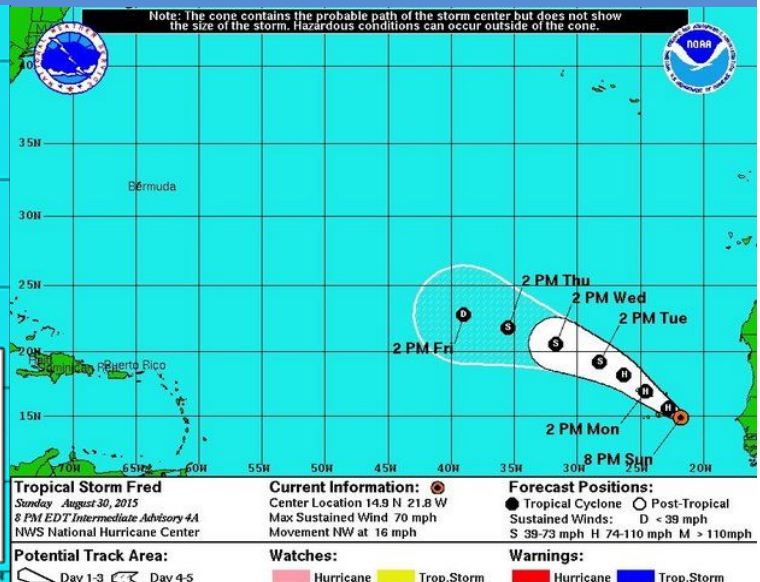 Note: The cone contains the probable path of the storm center but does not show
the size of the storm. Hazardous conditions can occur outside of the cone.
NOAA
35N
Bermuda
30N
25N
2 PM Thu
2 PM Wed
2 PM Tue
D
S
S
S
H
H
H
2 PM Fri
20N
Puerto Rico
15N
2 PM Mon
8 PM Sun
70W
65W
60W
55W
50W
45W
40W
35W
30W
25W
20W
Tropical Storm Fred
Sunday August 30, 2015
8 PM EDT Intermediate Advisory 4A
NWS National Hurricane Center
Current Information:
Center Location 14.9 N 21.8 W
Max Sustained Wind 70 mph
Movement NW at 16 mph
Forecast Positions:
Tropical Cyclone Post-Tropical
Sustained Winds: D < 39 mph
S 39-73 mph H 74-110 mph M > 110mph
Potential Track Area:
Day 1-3 Day 4-5
Watches:
Hurricane Trop.Storm
Warnings:
Hurricane Trop.Storm